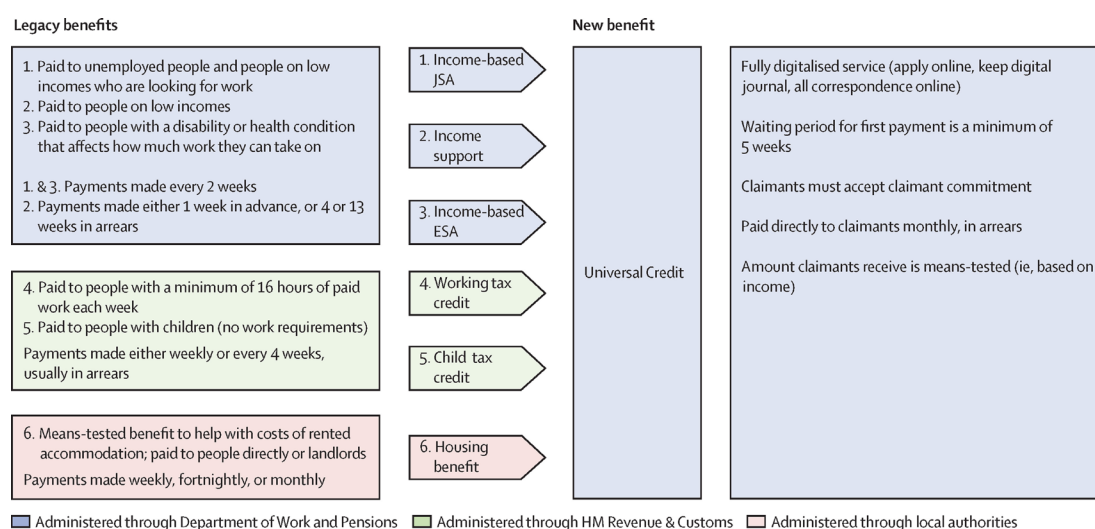 Legacy benefits
New benefit
1. Paid to unemployed people and people on low
incomes who are looking for work
2. Paid to people on low incomes
3. Paid to people with a disability or health condition
that affects how much work they can take on
1. & 3. Payments made every 2 weeks
2. Payments made either 1 week in advance, or 4 or 13
weeks in arrears
4. Paid to people with a minimum of 16 hours of paid
work each week
5. Paid to people with children (no work requirements)
Payments made either weekly or every 4 weeks,
usually in arrears
6. Means-tested benefit to help with costs of rented
accommodation; paid to people directly or landlords
Payments made weekly, fortnightly, or monthly
1. Income-based
JSA
2. Income
support
3. Income-based
ESA
4. Working tax
credit
5. Child tax
credit
6. Housing
benefit
Universal Credit
Fully digitalised service (apply online, keep digital
journal, all correspondence online)
Waiting period for first payment is a minimum of
5 weeks
Claimants must accept claimant commitment
Paid directly to claimants monthly, in arrears
Amount claimants receive is means-tested (ie, based on
income)
Administered through Department of Work and Pensions
Administered through HM Revenue & Customs
Administered through local authorities